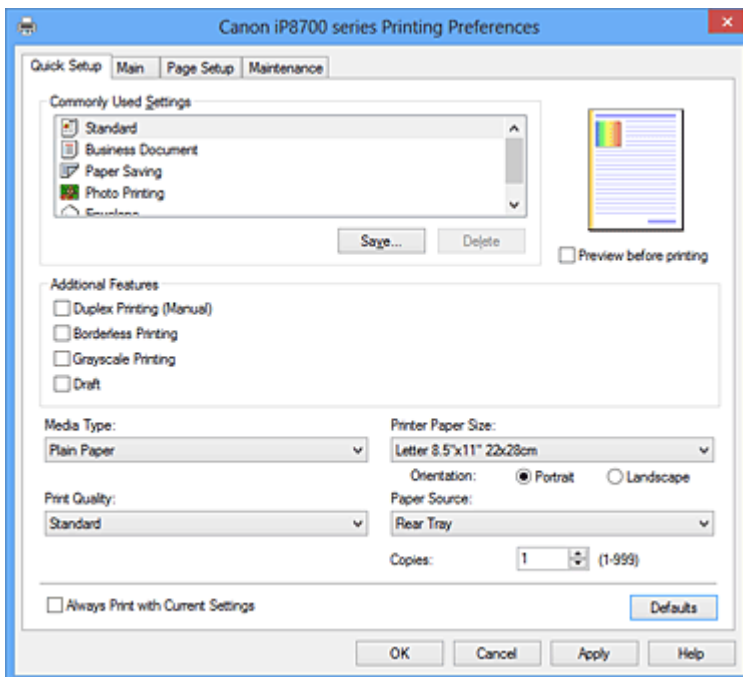 Canon iP8700 series Printing Preferences
Quick Setup Main Page Setup Maintenance
Commonly Used Settings
Standard
Business Document
Paper Saving
Photo Printing
Envelope
Save... Delete
Preview before printing
Additional Features
Duplex Printing (Manual)
Borderless Printing
Grayscale Printing
Draft
Media Type:
Plain Paper
Printer Paper Size:
Letter 8.5"x11" 22x28cm
Orientation: Portrait Landscape
Print Quality:
Standard
Paper Source:
Rear Tray
Copies: 1 (1-999)
Always Print with Current Settings
Defaults
OK Cancel Apply Help